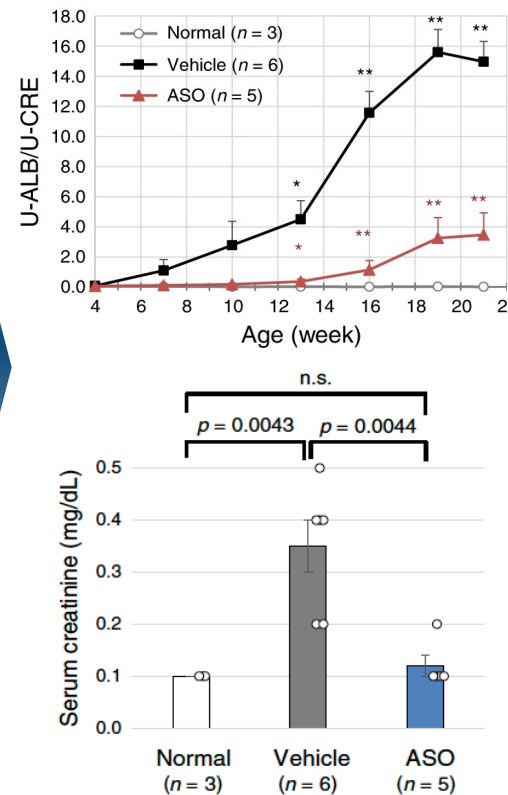 18.0
16.0
14.0
12.0
10.0
8.0
6.0
4.0
2.0
0.0
U-ALB/U-CRE
Normal (n = 3)
Vehicle (n = 6)
ASO (n = 5)
*
**
**
**
*
**
**
**
4 6 8 10 12 14 16 18 20 2
Age (week)
n.s.
p = 0.0043 p = 0.0044
0.5
0.4
0.3
0.2
0.1
0.0
Serum creatinine (mg/dL)
Normal Vehicle ASO
(n = 3) (n = 6) (n = 5)